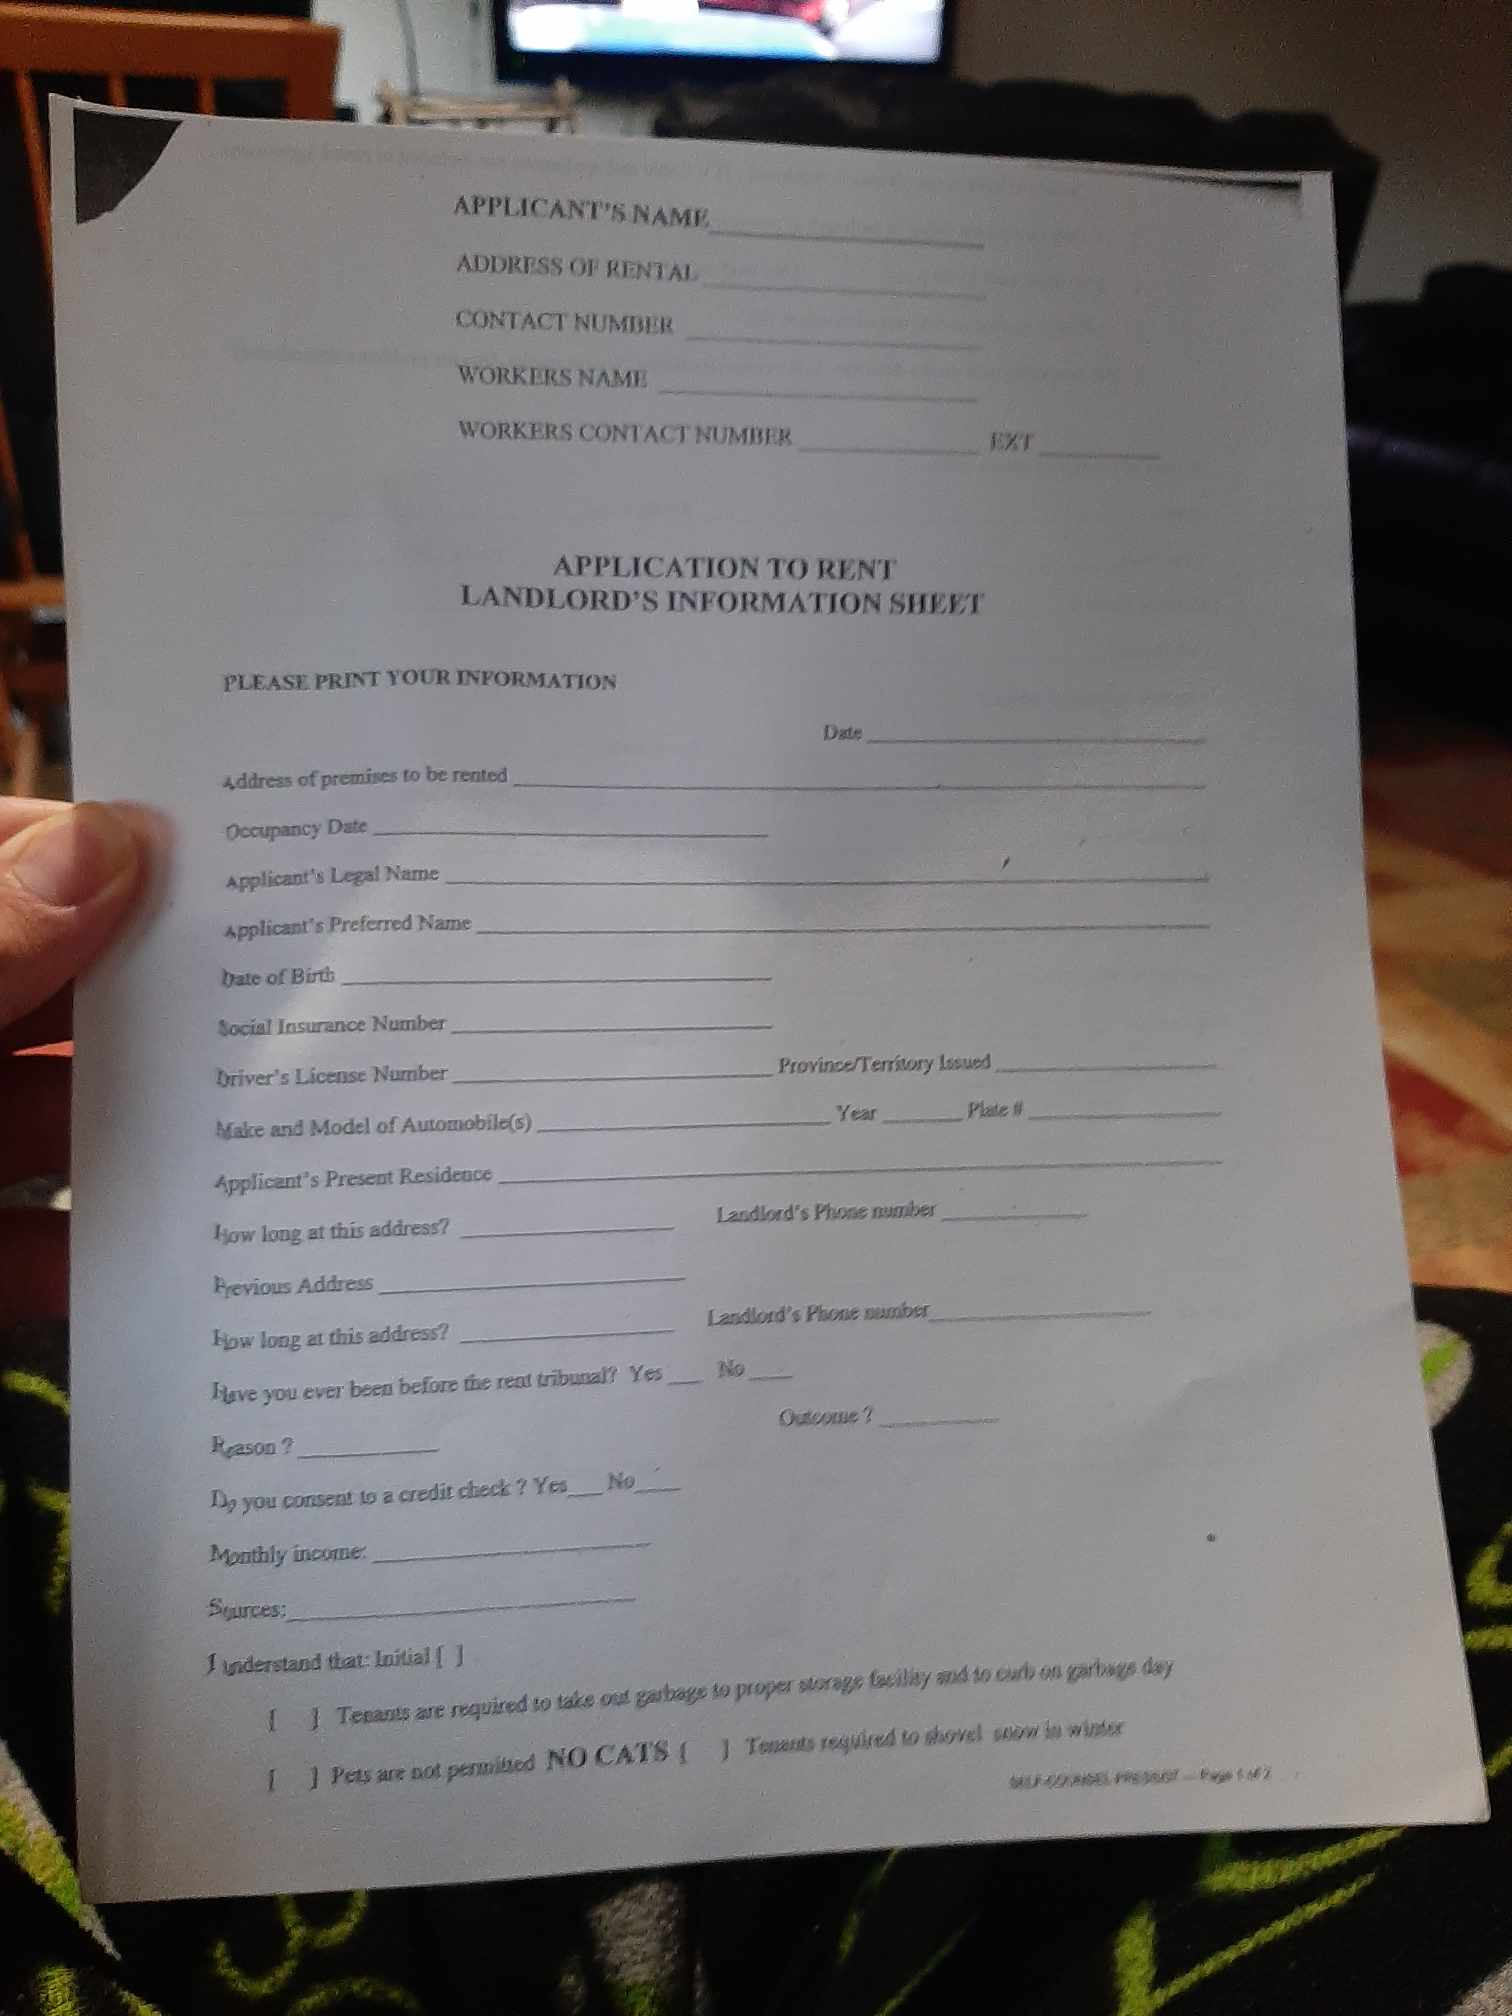 APPLICANT'S NAME
ADDRESS OF RENTAL
CONTACT NUMBER
WORKERS NAME
WORKERS CONTACT NUMBER EXT
APPLICATION TO RENT
LANDLORD'S INFORMATION SHEET
PLEASE PRINT YOUR INFORMATION
Date
Address of premises to be rented
Occupancy Date
Applicant's Legal Name
Applicant's Preferred Name
Date of Birth
Social Insurance Number
Driver's License Number Province/Territory Issued
Make and Model of Automobile(s) Year Plate #
Applicant's Present Residence
How long at this address? Landlord's Phone number
Previous Address
How long at this address? Landlord's Phone number
Have you ever been before the rent tribunal? Yes No
Reason ? Outcome ?
Do you consent to a credit check ? Yes No
Monthly income:
Sources:
I understand that: Initial [ ]
[ ] Tenants are required to take out garbage to proper storage facility and to curb on garbage day
[ ] Pets are not permitted NO CATS [ ] Tenants required to shovel snow in winter
SELF-COUNSEL PRESS — Page 1 of 2